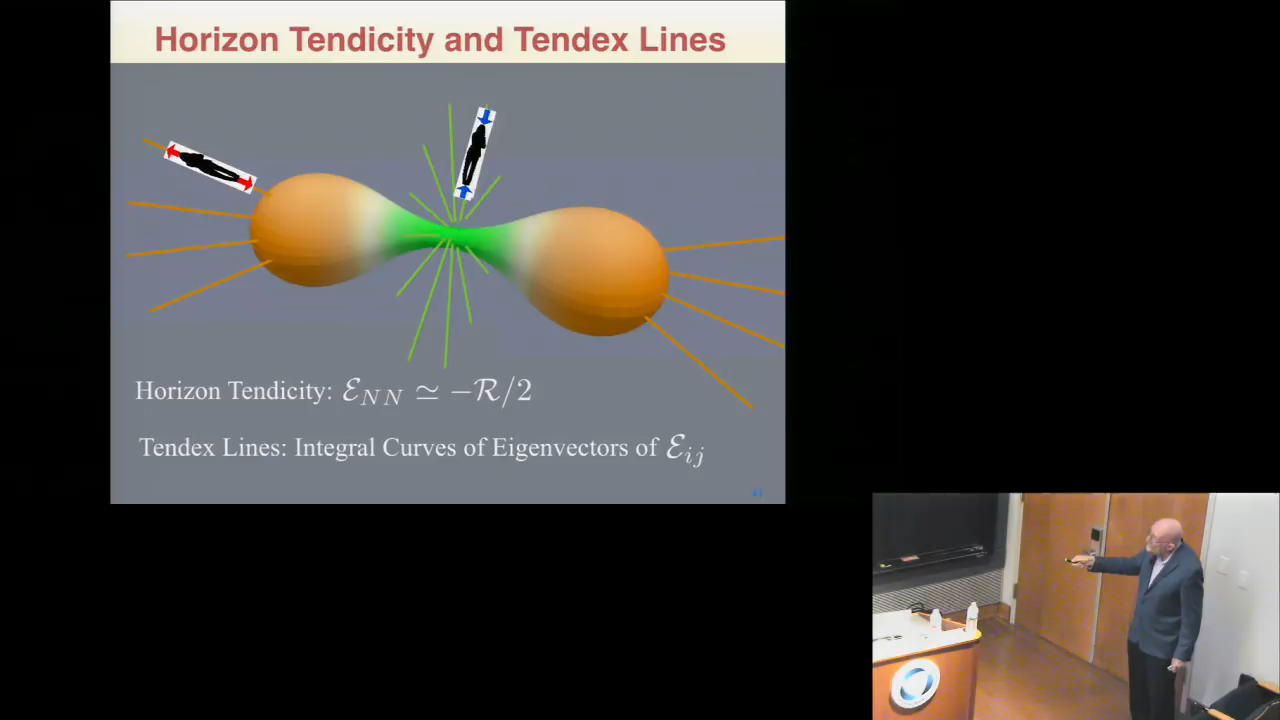 Horizon Tendicity and Tendex Lines
Horizon Tendicity: ℰ_NN ≃ −ℛ/2
Tendex Lines: Integral Curves of Eigenvectors of ℰ_ij